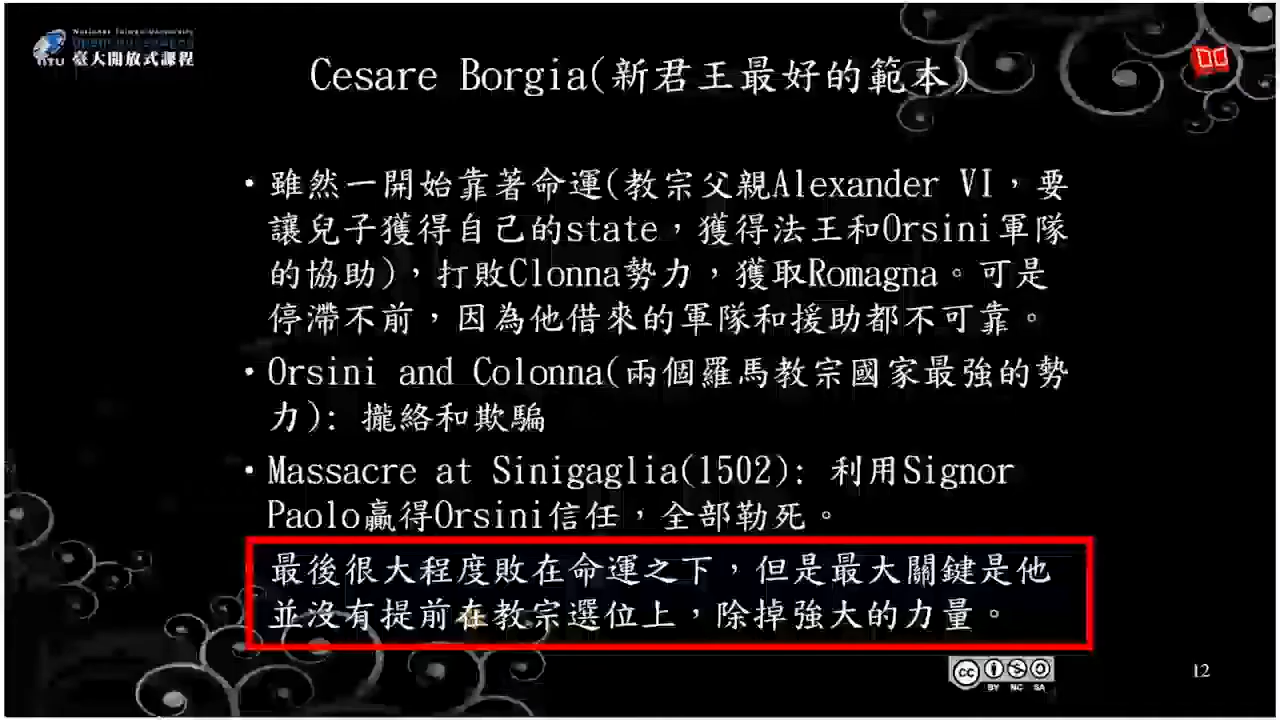 National Taiwan University
臺大開放式課程
NTU
Cesare Borgia(新君王最好的範本)
•雖然一開始靠著命運(教宗父親Alexander VI，要
讓兒子獲得自己的state，獲得法王和Orsini軍隊
的協助)，打敗Clonna勢力，獲取Romagna。可是
停滯不前，因為他借來的軍隊和援助都不可靠。
•Orsini and Colonna(兩個羅馬教宗國家最強的勢
力): 攏絡和欺騙
•Massacre at Sinigaglia(1502): 利用Signor
Paolo贏得Orsini信任，全部勒死。
最後很大程度敗在命運之下，但是最大關鍵是他
並沒有提前在教宗選位上，除掉強大的力量。
cc
BY NC SA
12